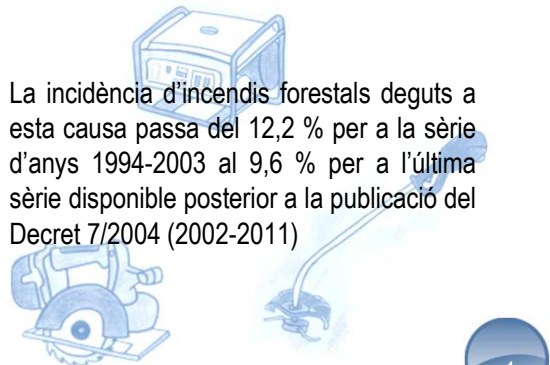 La incidència d'incendis forestals deguts a
esta causa passa del 12,2 % per a la sèrie
d'anys 1994-2003 al 9,6 % per a l'última
sèrie disponible posterior a la publicació del
Decret 7/2004 (2002-2011)